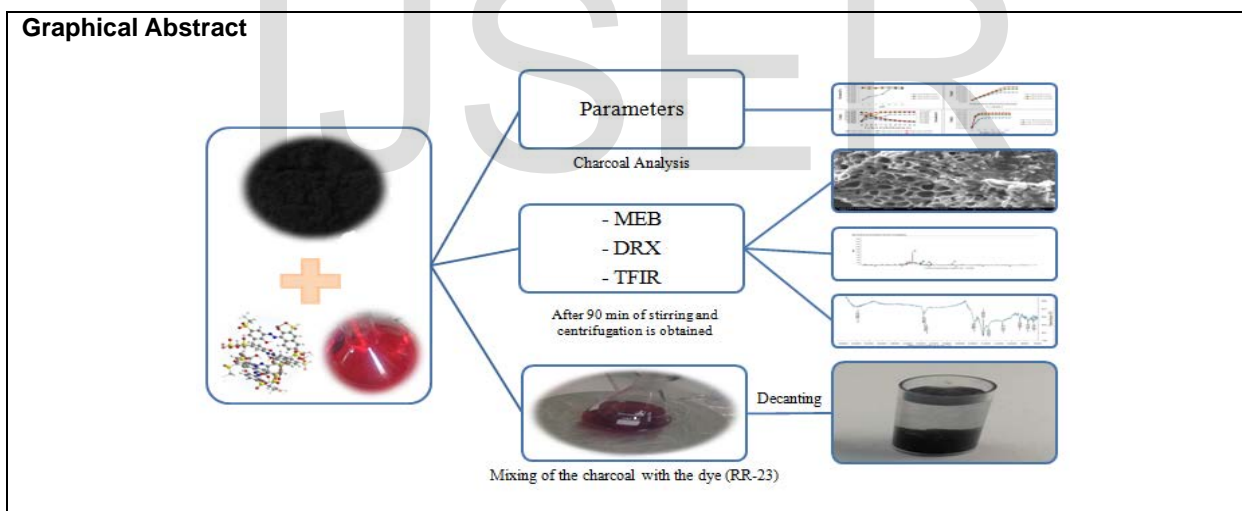 Graphical Abstract
IJSER
Parameters
Charcoal Analysis
- MEB
- DRX
- TFIR
After 90 min of stirring and
centrifugation is obtained
Decanting
Mixing of the charcoal with the dye (RR-23)